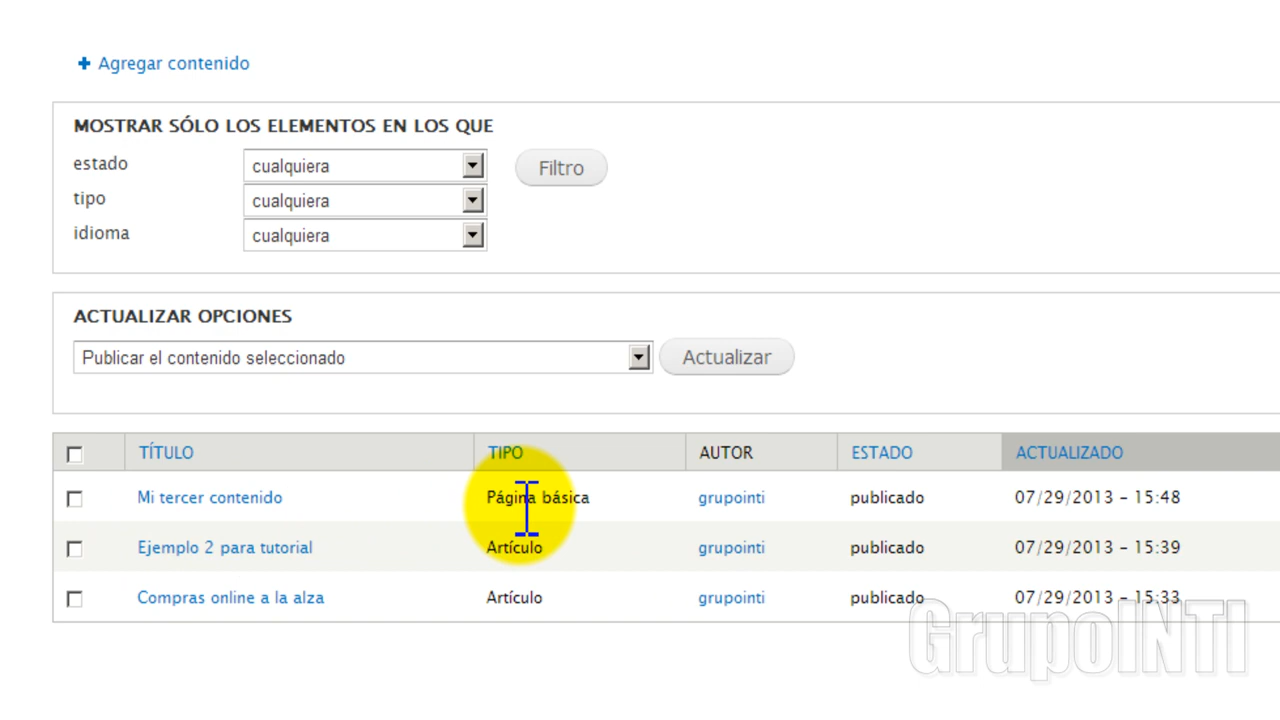 Agregar contenido
MOSTRAR SÓLO LOS ELEMENTOS EN LOS QUE
estado cualquiera Filtro
tipo cualquiera
idioma cualquiera
ACTUALIZAR OPCIONES
Publicar el contenido seleccionado Actualizar
TÍTULO TIPO AUTOR ESTADO ACTUALIZADO
Mi tercer contenido Página básica grupointi publicado 07/29/2013 - 15:48
Ejemplo 2 para tutorial Artículo grupointi publicado 07/29/2013 - 15:39
Compras online a la alza Artículo grupointi publicado 07/29/2013 - 15:33
GrupoINTI